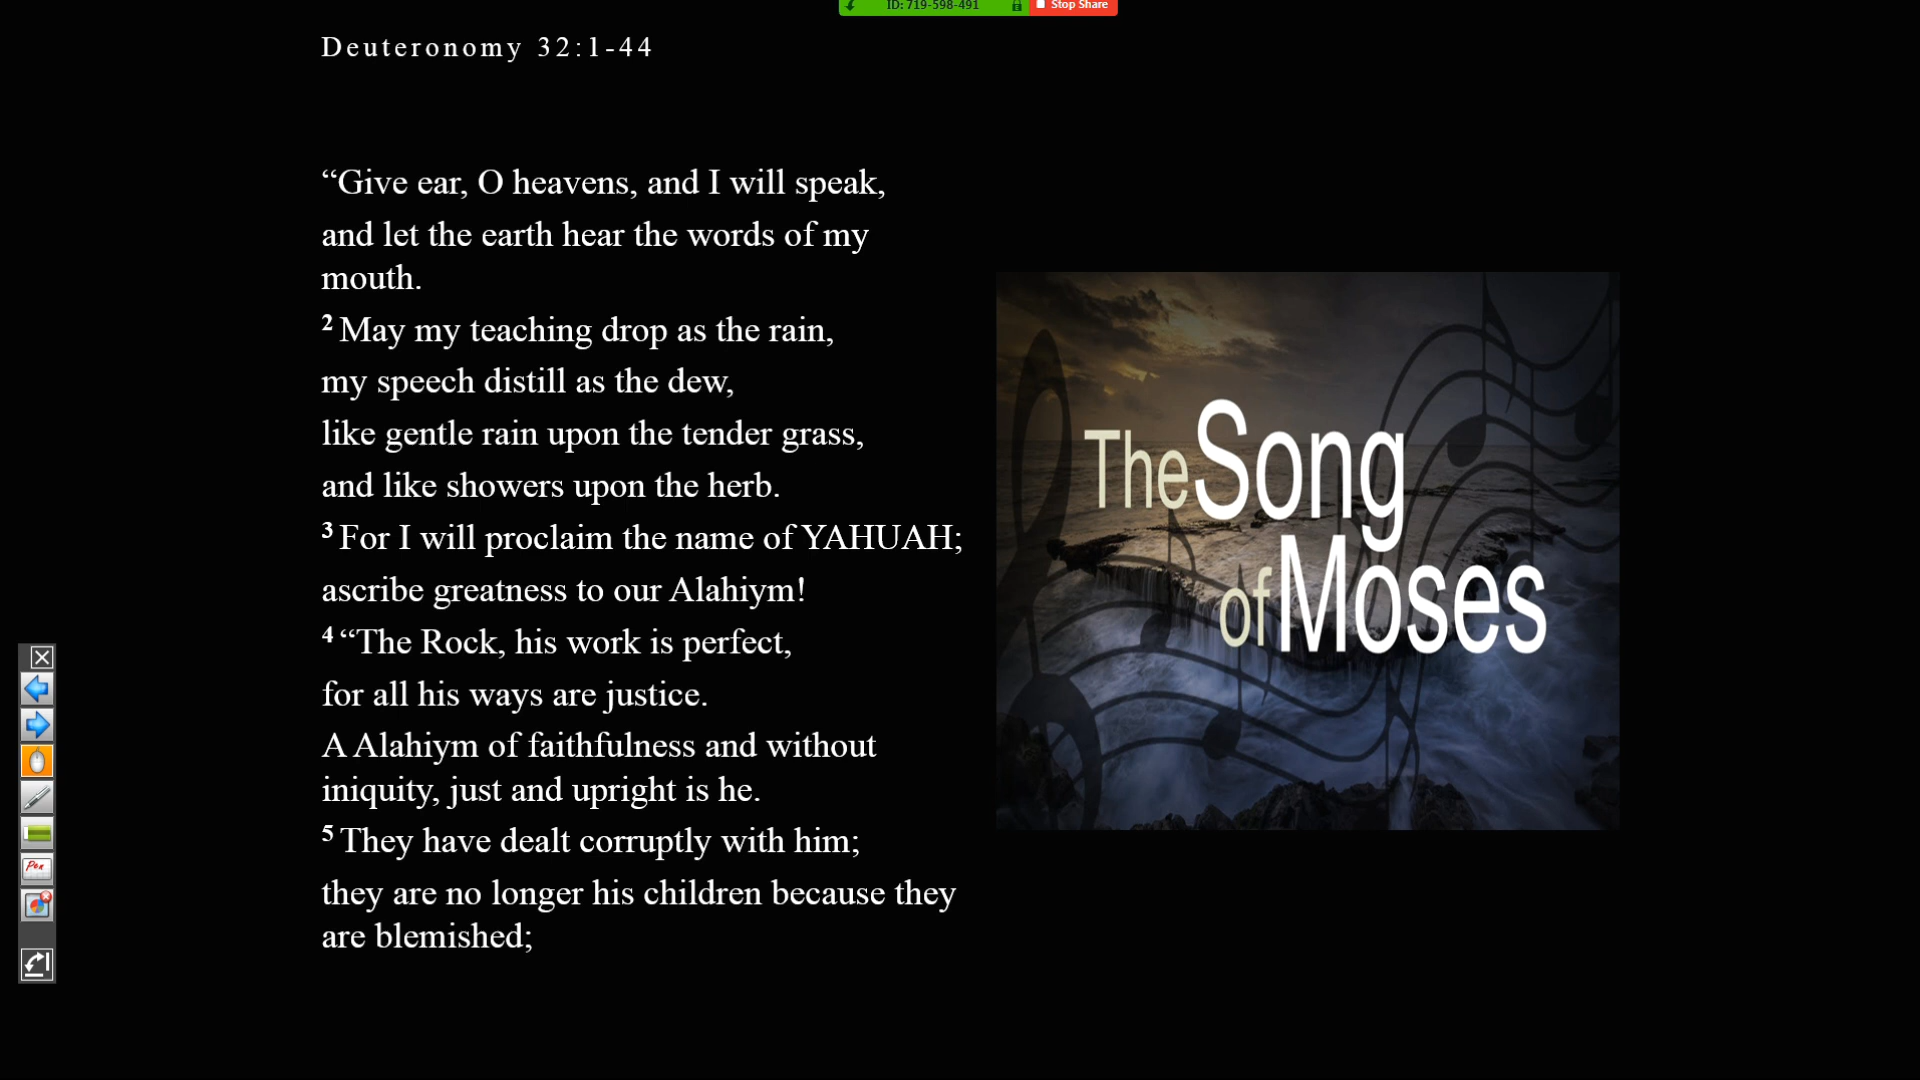 ID: 719-598-491
Stop Share
Deuteronomy 32:1-44
“Give ear, O heavens, and I will speak,
and let the earth hear the words of my
mouth.
2 May my teaching drop as the rain,
my speech distill as the dew,
like gentle rain upon the tender grass,
and like showers upon the herb.
3 For I will proclaim the name of YAHUAH;
ascribe greatness to our Alahiym!
4 “The Rock, his work is perfect,
for all his ways are justice.
A Alahiym of faithfulness and without
iniquity, just and upright is he.
5 They have dealt corruptly with him;
they are no longer his children because they
are blemished;
The Song
of Moses
Pen